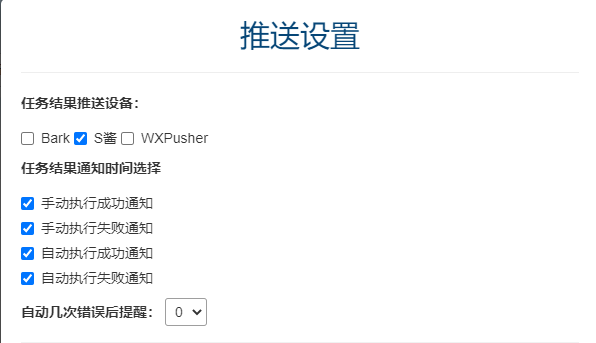 推送设置
任务结果推送设备：
Bark S酱 WXPusher
任务结果通知时间选择
手动执行成功通知
手动执行失败通知
自动执行成功通知
自动执行失败通知
自动几次错误后提醒： 0